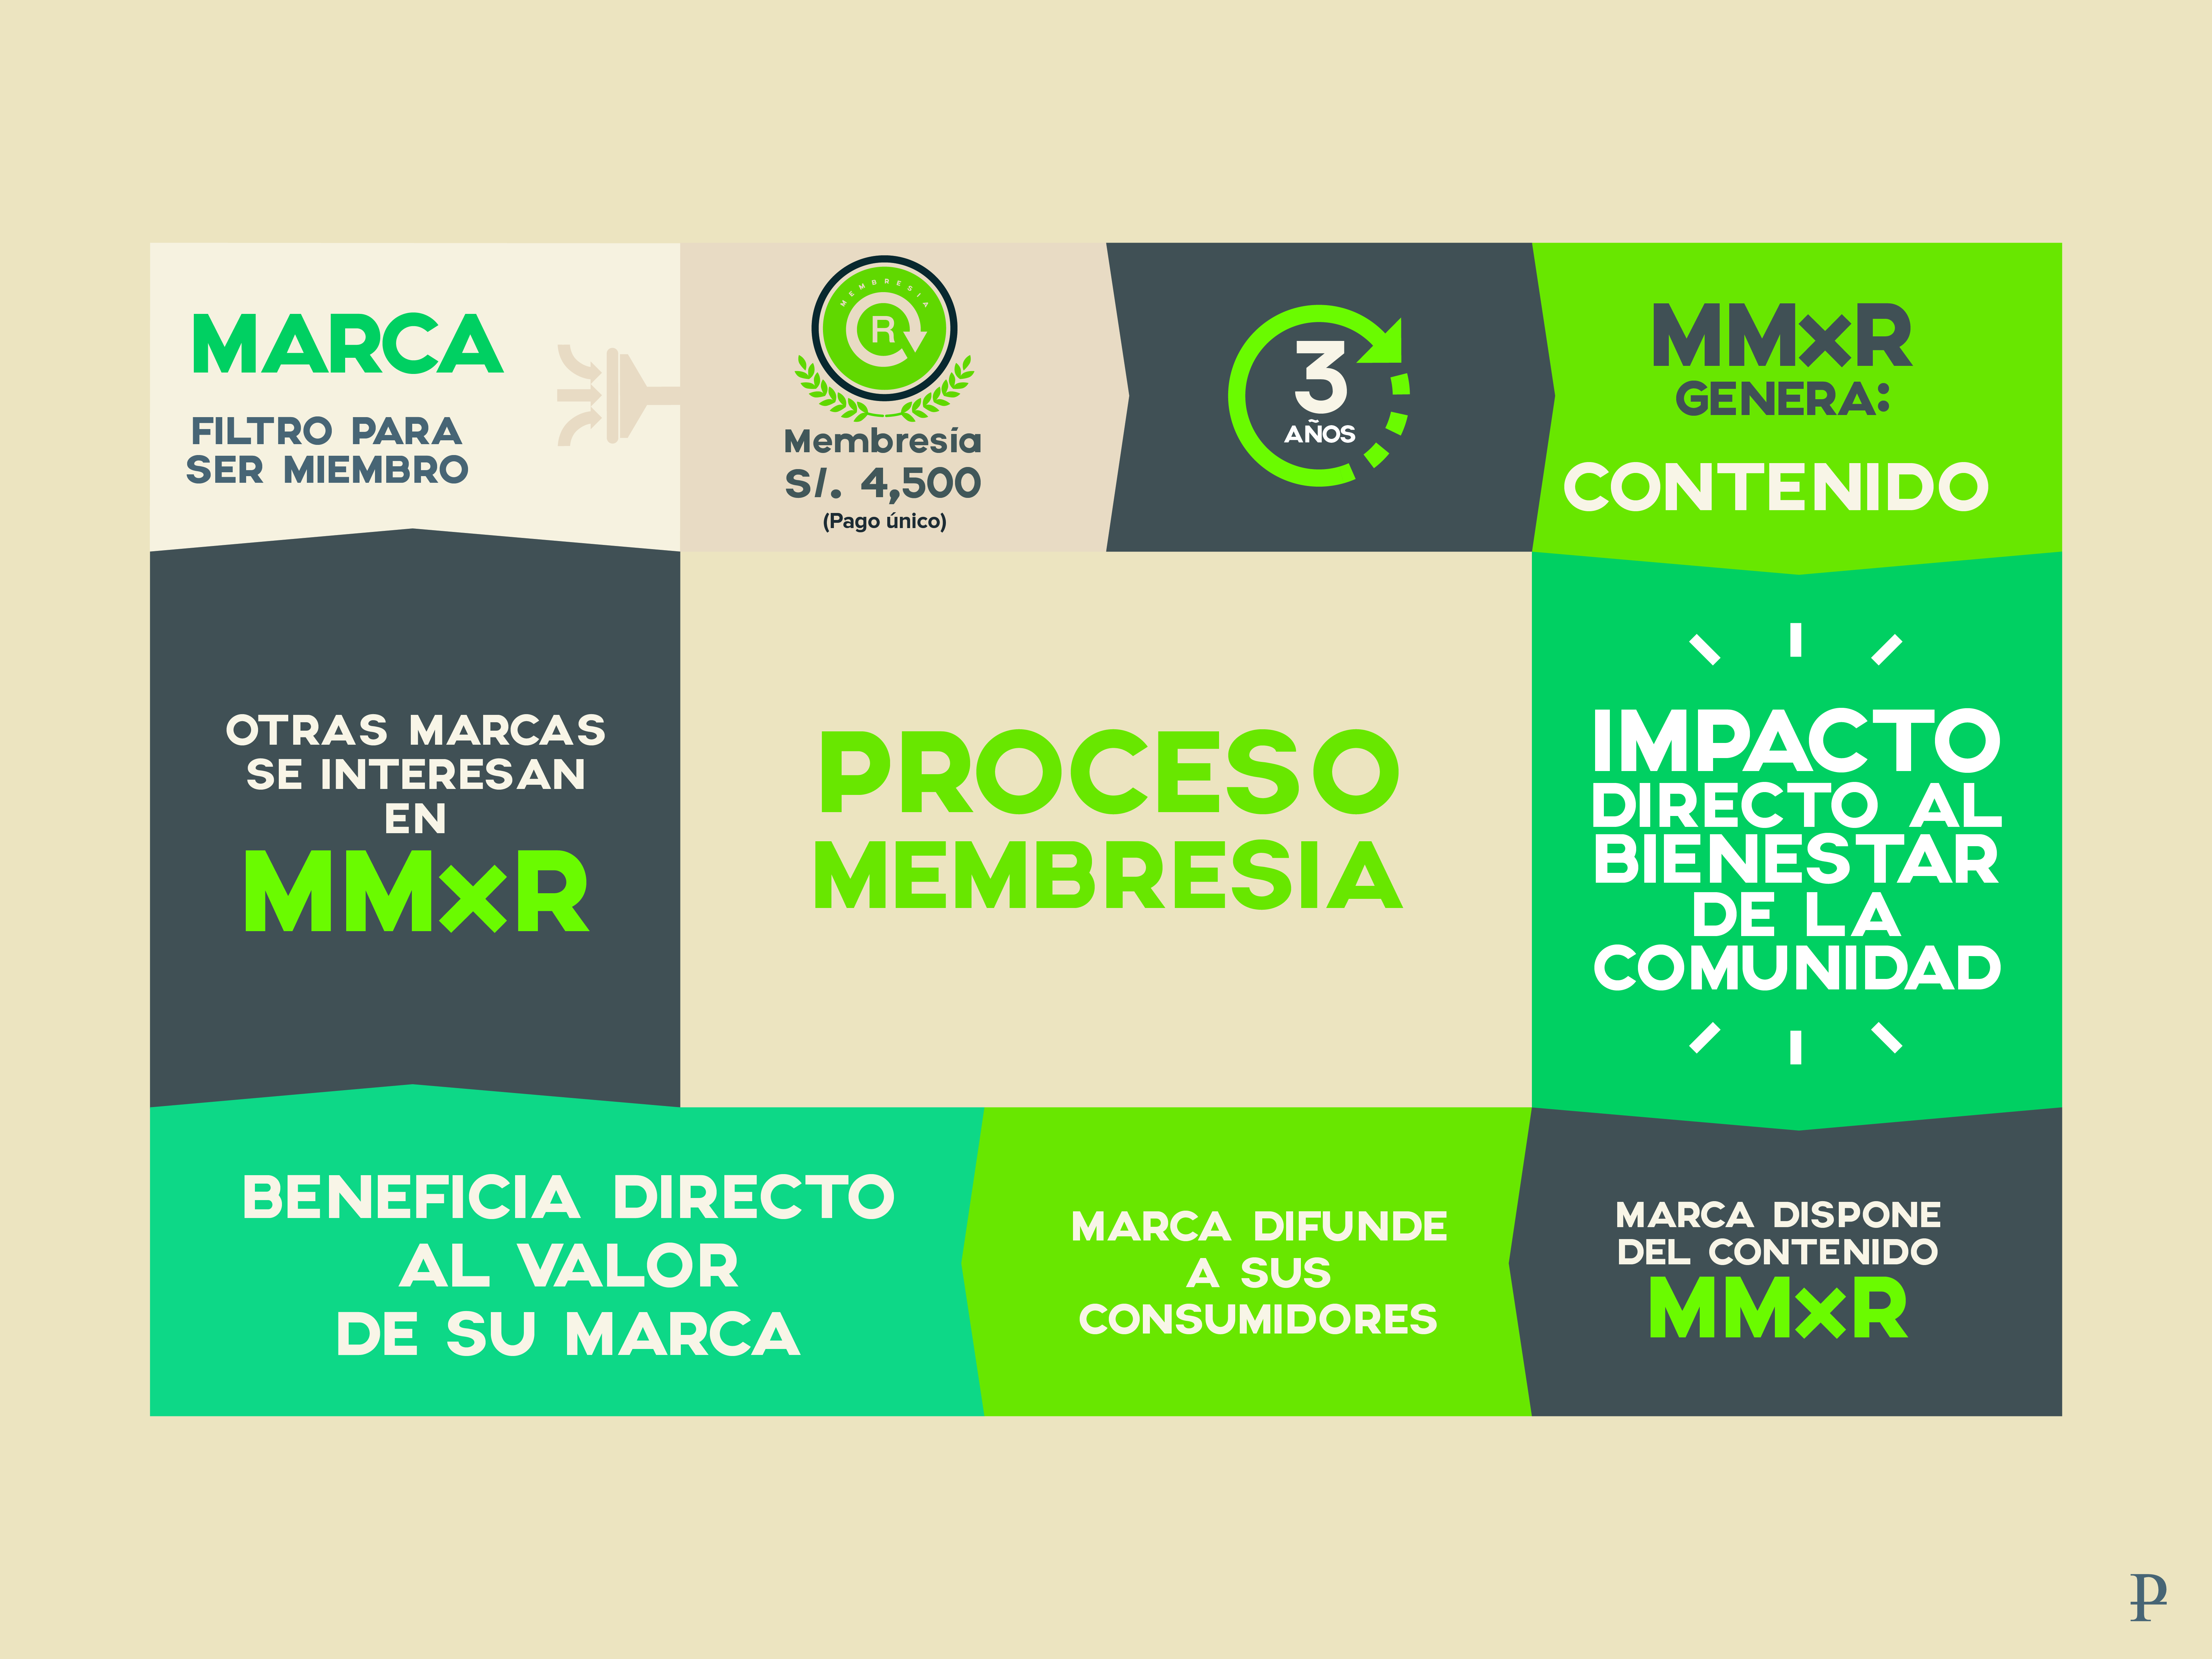 MARCA
FILTRO PARA
SER MIEMBRO
MEMBRESIA
R
Membresía
S/. 4,500
(Pago único)
3
AÑOS
MMXR
GENERA:
CONTENIDO
IMPACTO
DIRECTO AL
BIENESTAR
DE LA
COMUNIDAD
MARCA DISPONE
DEL CONTENIDO
MMXR
MARCA DIFUNDE
A SUS
CONSUMIDORES
BENEFICIA DIRECTO
AL VALOR
DE SU MARCA
OTRAS MARCAS
SE INTERESAN
EN
MMXR
PROCESO
MEMBRESIA
P